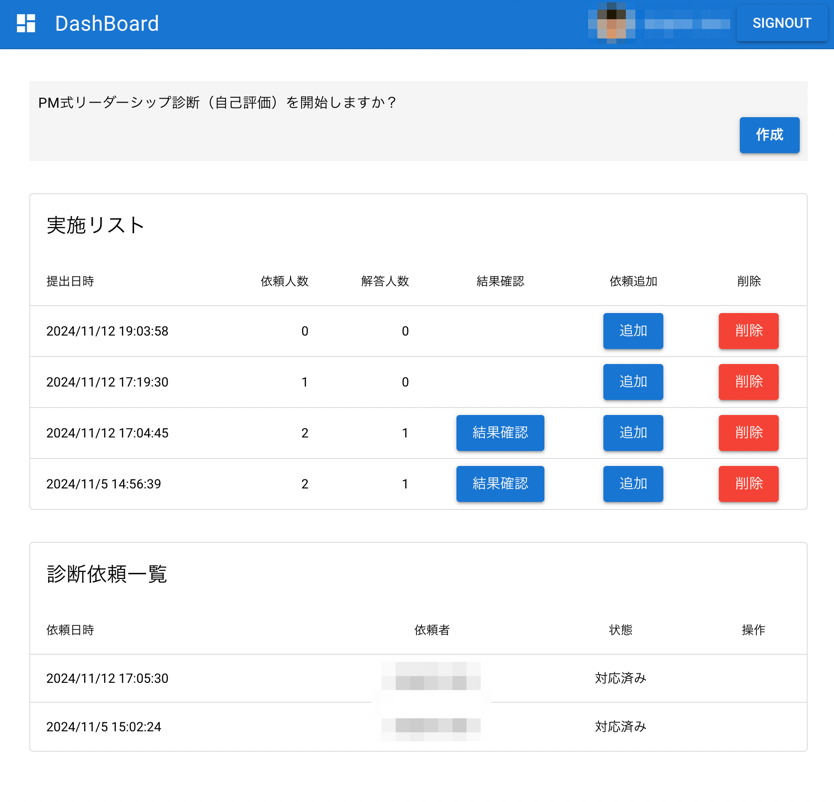 DashBoard
SIGNOUT
PM式リーダーシップ診断（自己評価）を開始しますか？
作成
実施リスト
提出日時 依頼人数 解答人数 結果確認 依頼追加 削除
2024/11/12 19:03:58 0 0 追加 削除
2024/11/12 17:19:30 1 0 追加 削除
2024/11/12 17:04:45 2 1 結果確認 追加 削除
2024/11/5 14:56:39 2 1 結果確認 追加 削除
診断依頼一覧
依頼日時 依頼者 状態 操作
2024/11/12 17:05:30 対応済み
2024/11/5 15:02:24 対応済み